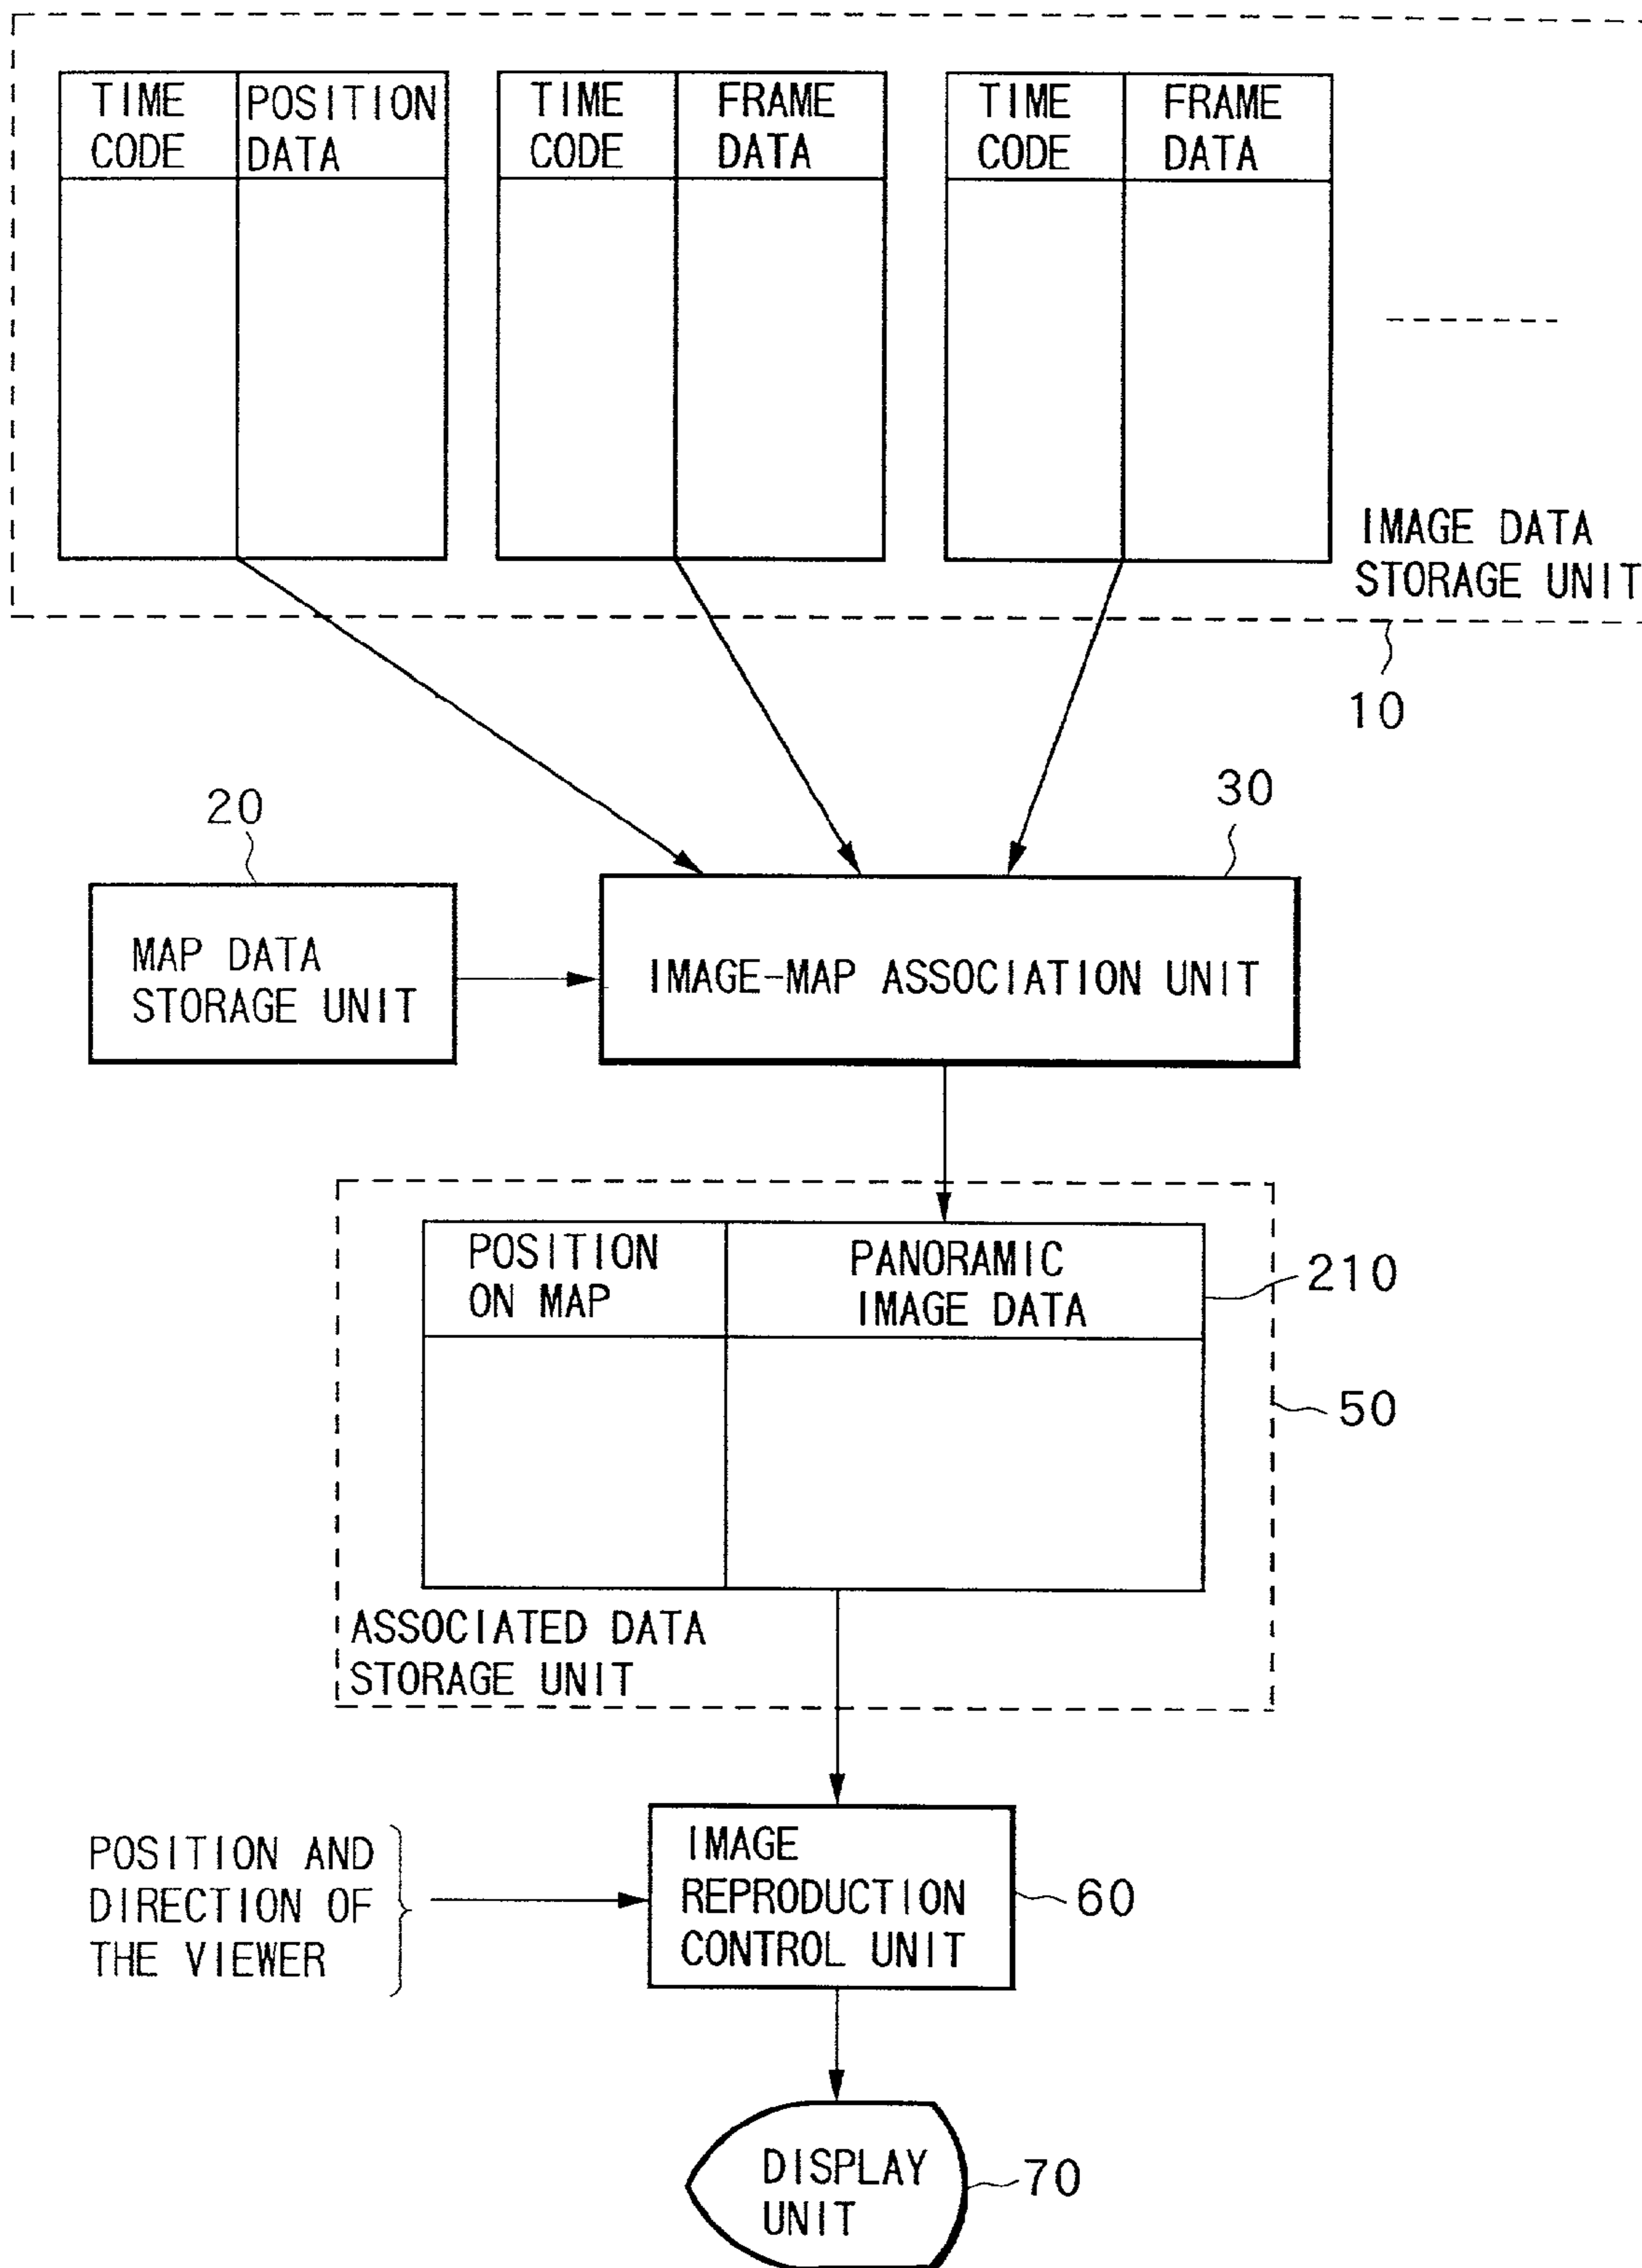 TIME CODE
POSITION DATA
TIME CODE
FRAME DATA
TIME CODE
FRAME DATA
IMAGE DATA
STORAGE UNIT
10
20
30
MAP DATA
STORAGE UNIT
IMAGE-MAP ASSOCIATION UNIT
POSITION
ON MAP
PANORAMIC
IMAGE DATA
210
50
ASSOCIATED DATA
STORAGE UNIT
POSITION AND
DIRECTION OF
THE VIEWER
IMAGE
REPRODUCTION
CONTROL UNIT
60
DISPLAY
UNIT
70